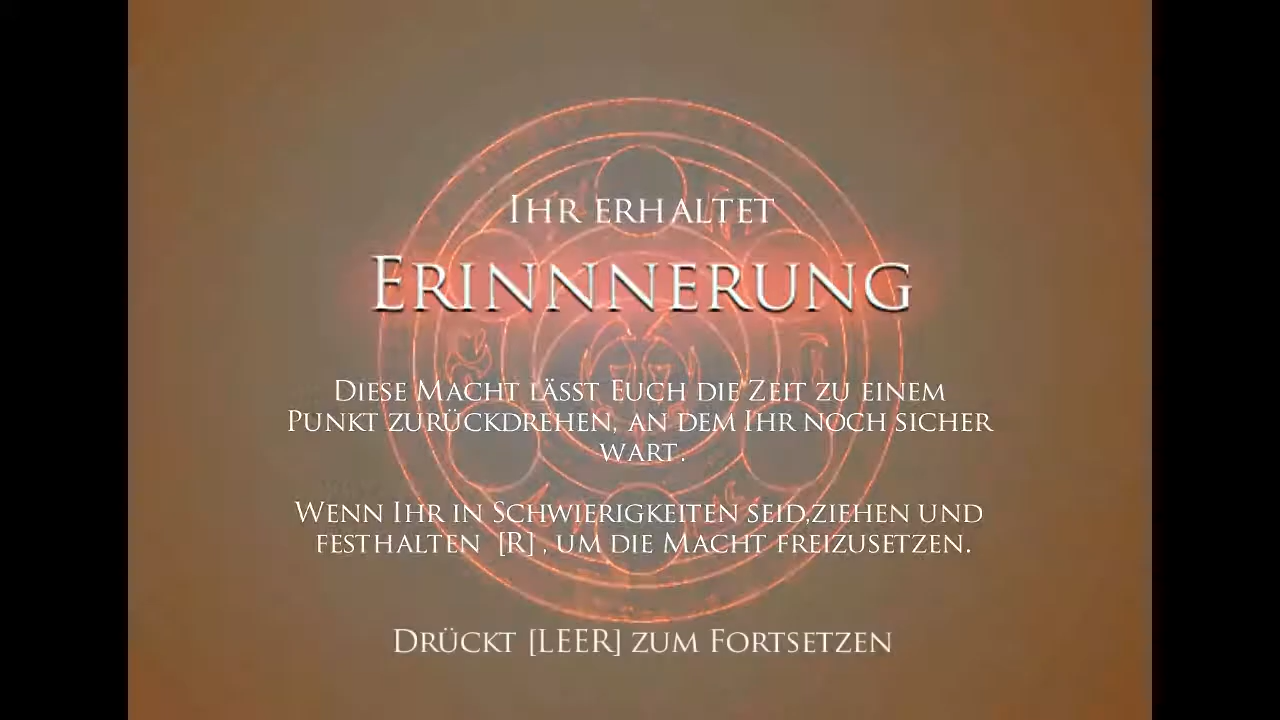 Ihr erhaltet
Erinnnerung
Diese Macht lässt Euch die Zeit zu einem
Punkt zurückdrehen, an dem Ihr noch sicher
wart.
Wenn Ihr in Schwierigkeiten seid,ziehen und
festhalten [R] , um die Macht freizusetzen.
Drückt [LEER] zum Fortsetzen